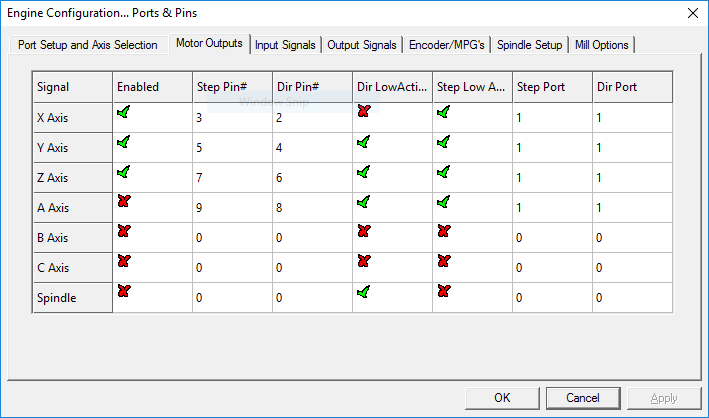 Engine Configuration... Ports & Pins
Port Setup and Axis Selection Motor Outputs Input Signals Output Signals Encoder/MPG's Spindle Setup Mill Options
Signal Enabled Step Pin# Dir Pin# Dir LowActi... Step Low A... Step Port Dir Port
Window Snip
X Axis 3 2 1 1
Y Axis 5 4 1 1
Z Axis 7 6 1 1
A Axis 9 8 1 1
B Axis 0 0 0 0
C Axis 0 0 0 0
Spindle 0 0 0 0
OK Cancel Apply